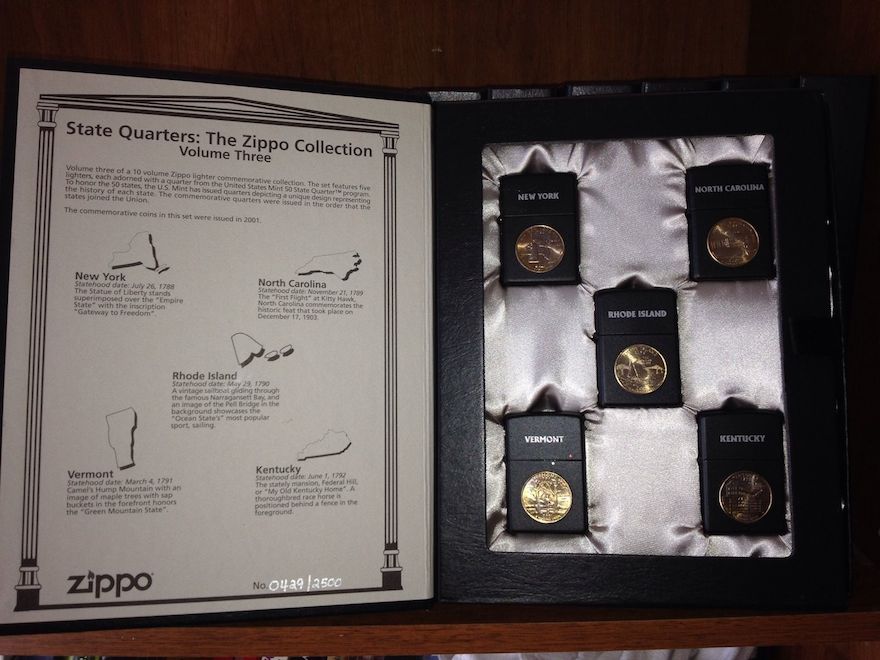 State Quarters: The Zippo Collection
Volume Three
Volume three of a 10 volume Zippo lighter commemorative collection. The set features five
lighters, each adorned with a quarter from the United States Mint 50 State Quarter™ program.
To honor the 50 states, the U.S. Mint has issued quarters depicting a unique design representing
the history of each state. The commemorative quarters were issued in the order that the
states joined the Union.
The commemorative coins in this set were issued in 2001.
New York
Statehood date: July 26, 1788
The Statue of Liberty stands
superimposed over the "Empire
State" with the inscription
"Gateway to Freedom".
North Carolina
Statehood date: November 21, 1789
The "First Flight" at Kitty Hawk,
North Carolina commemorates the
historic feat that took place on
December 17, 1903.
Rhode Island
Statehood date: May 29, 1790
A vintage sailboat gliding through
the famous Narragansett Bay, and
an image of the Pell Bridge in the
background showcases the
"Ocean State's" most popular
sport, sailing.
Vermont
Statehood date: March 4, 1791
Camel's Hump Mountain with an
image of maple trees with sap
buckets in the forefront honors
the "Green Mountain State".
Kentucky
Statehood date: June 1, 1792
The stately mansion, Federal Hill,
or "My Old Kentucky Home". A
thoroughbred race horse is
positioned behind a fence in the
foreground.
zippo
No. 0429/2500
NEW YORK
NORTH CAROLINA
RHODE ISLAND
VERMONT
KENTUCKY